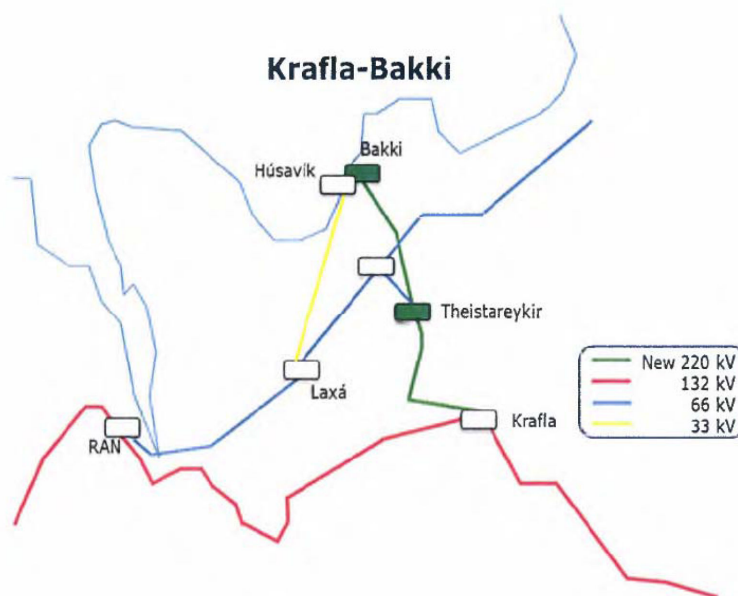 Krafla-Bakki
Bakki
Húsavík
Theistareykir
Laxá
Krafla
RAN
New 220 kV
132 kV
66 kV
33 kV